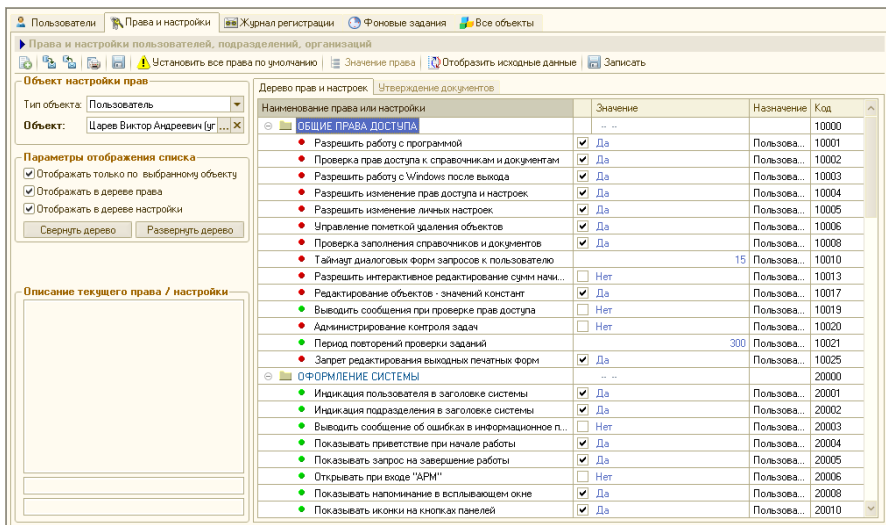 Пользователи Права и настройки Журнал регистрации Фоновые задания Все объекты
Права и настройки пользователей, подразделений, организаций
Установить все права по умолчанию Значение права Отобразить исходные данные Записать
Объект настройки прав
Тип объекта: Пользователь
Объект: Царев Виктор Андреевич (уг ... X
Параметры отображения списка
Отображать только по выбранному объекту
Отображать в дереве права
Отображать в дереве настройки
Свернуть дерево Развернуть дерево
Описание текущего права / настройки
Дерево прав и настроек Утверждение документов
Наименование права или настройки Значение Назначение Код
ОБЩИЕ ПРАВА ДОСТУПА -- -- 10000
Разрешить работу с программой Да Пользова... 10001
Проверка прав доступа к справочникам и документам Да Пользова... 10002
Разрешить работу с Windows после выхода Да Пользова... 10003
Разрешить изменение прав доступа и настроек Да Пользова... 10004
Разрешить изменение личных настроек Да Пользова... 10005
Управление пометкой удаления объектов Да Пользова... 10006
Проверка заполнения справочников и документов Да Пользова... 10008
Таймаут диалоговых форм запросов к пользователю 15 Пользова... 10010
Разрешить интерактивное редактирование сумм начи... Нет Пользова... 10013
Редактирование объектов - значений констант Да Пользова... 10017
Выводить сообщения при проверке прав доступа Нет Пользова... 10019
Администрирование контроля задач Нет Пользова... 10020
Период повторений проверки заданий 300 Пользова... 10021
Запрет редактирования выходных печатных форм Да Пользова... 10025
ОФОРМЛЕНИЕ СИСТЕМЫ -- -- 20000
Индикация пользователя в заголовке системы Да Пользова... 20001
Индикация подразделения в заголовке системы Да Пользова... 20002
Выводить сообщение об ошибках в информационное п... Нет Пользова... 20003
Показывать приветствие при начале работы Да Пользова... 20004
Показывать запрос на завершение работы Да Пользова... 20005
Открывать при входе "АРМ" Нет Пользова... 20006
Показывать напоминание в всплывающем окне Да Пользова... 20008
Показывать иконки на кнопках панелей Да Пользова... 20010